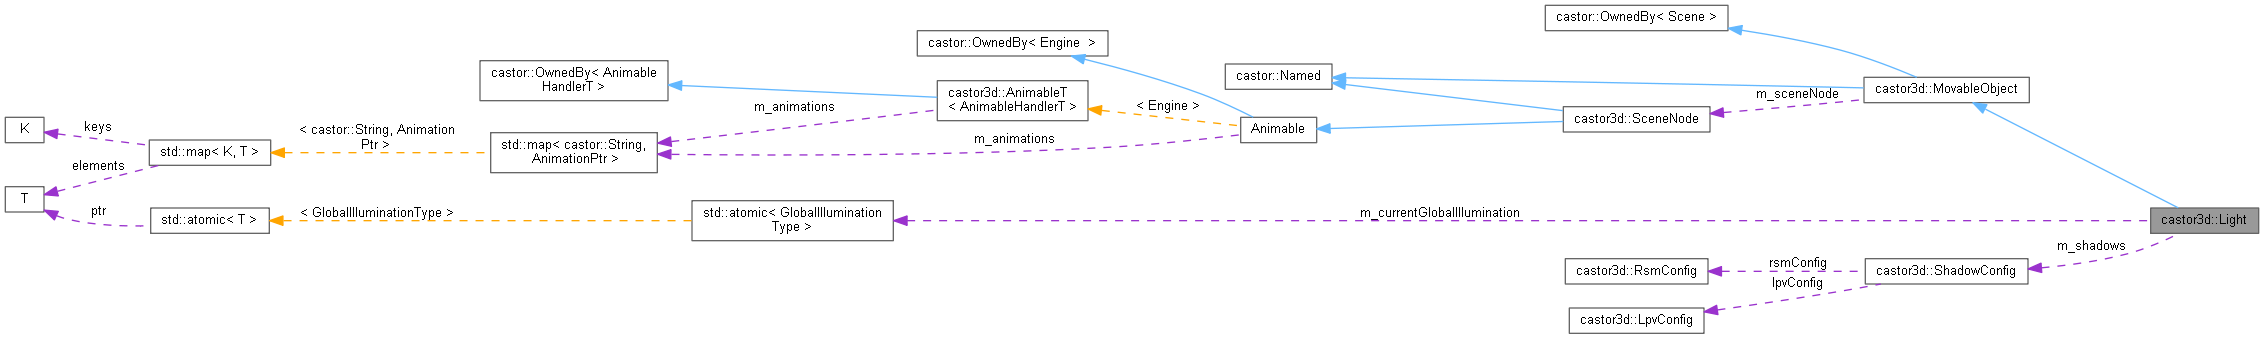 castor::OwnedBy< Scene >
castor::OwnedBy< Engine  >
castor::Named
castor3d::MovableObject
castor::OwnedBy< Animable
HandlerT >
castor3d::AnimableT
< AnimableHandlerT >
m_sceneNode
< Engine >
m_animations
castor3d::SceneNode
K
keys
< castor::String, Animation
Ptr >
Animable
m_animations
std::map< K, T >
std::map< castor::String,
AnimationPtr >
elements
T
ptr
std::atomic< T >
< GlobalIlluminationType >
std::atomic< GlobalIllumination
Type >
m_currentGlobalIllumination
castor3d::Light
m_shadows
castor3d::RsmConfig
rsmConfig
castor3d::ShadowConfig
lpvConfig
castor3d::LpvConfig